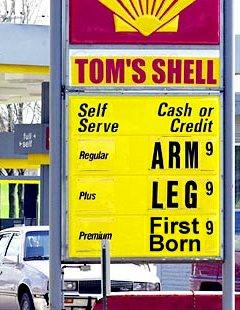 TOM'S SHELL
Self Serve
Cash or Credit
full
self
Regular ARM 9
Plus LEG 9
Premium First Born 9